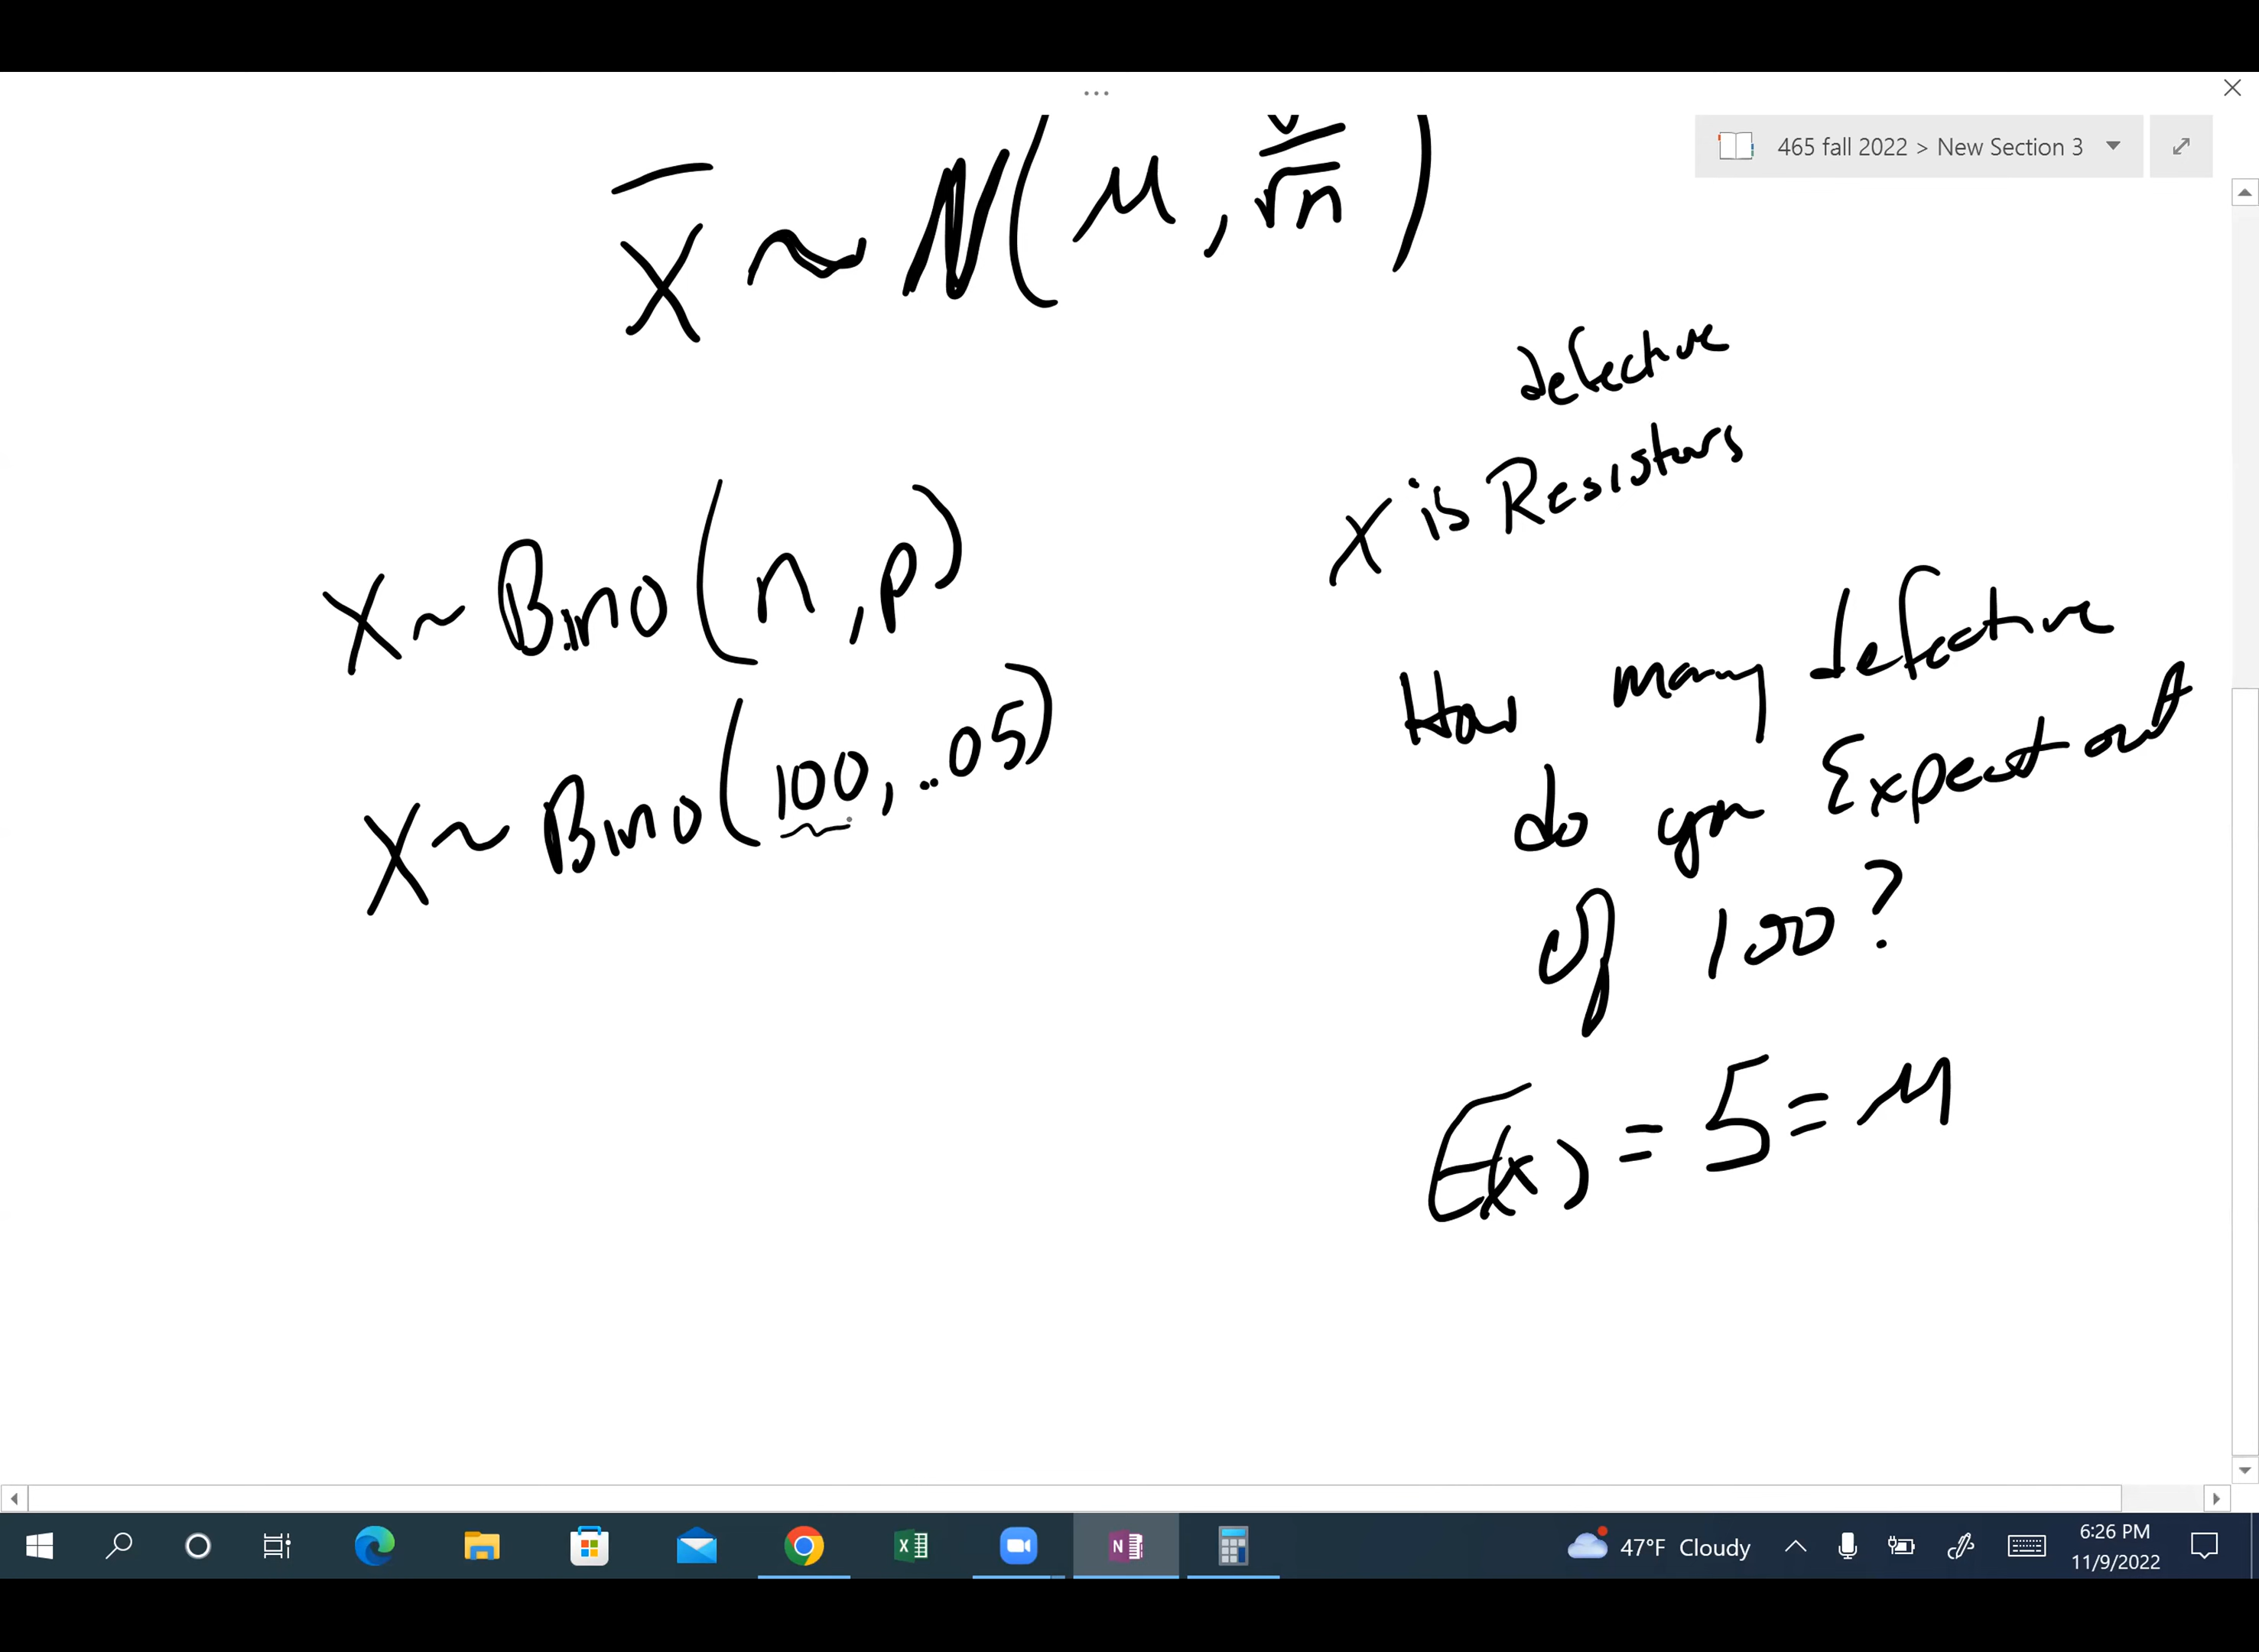 ...
465 fall 2022 > New Section 3
X̄ ~ N(μ, σ/√n)
defective
X is Resistors
X ~ Bino(n, p)
X ~ Bino(100, .05)
How many defective
do you Expect out
of 100?
E(x) = 5 = μ
47°F Cloudy
6:26 PM
11/9/2022